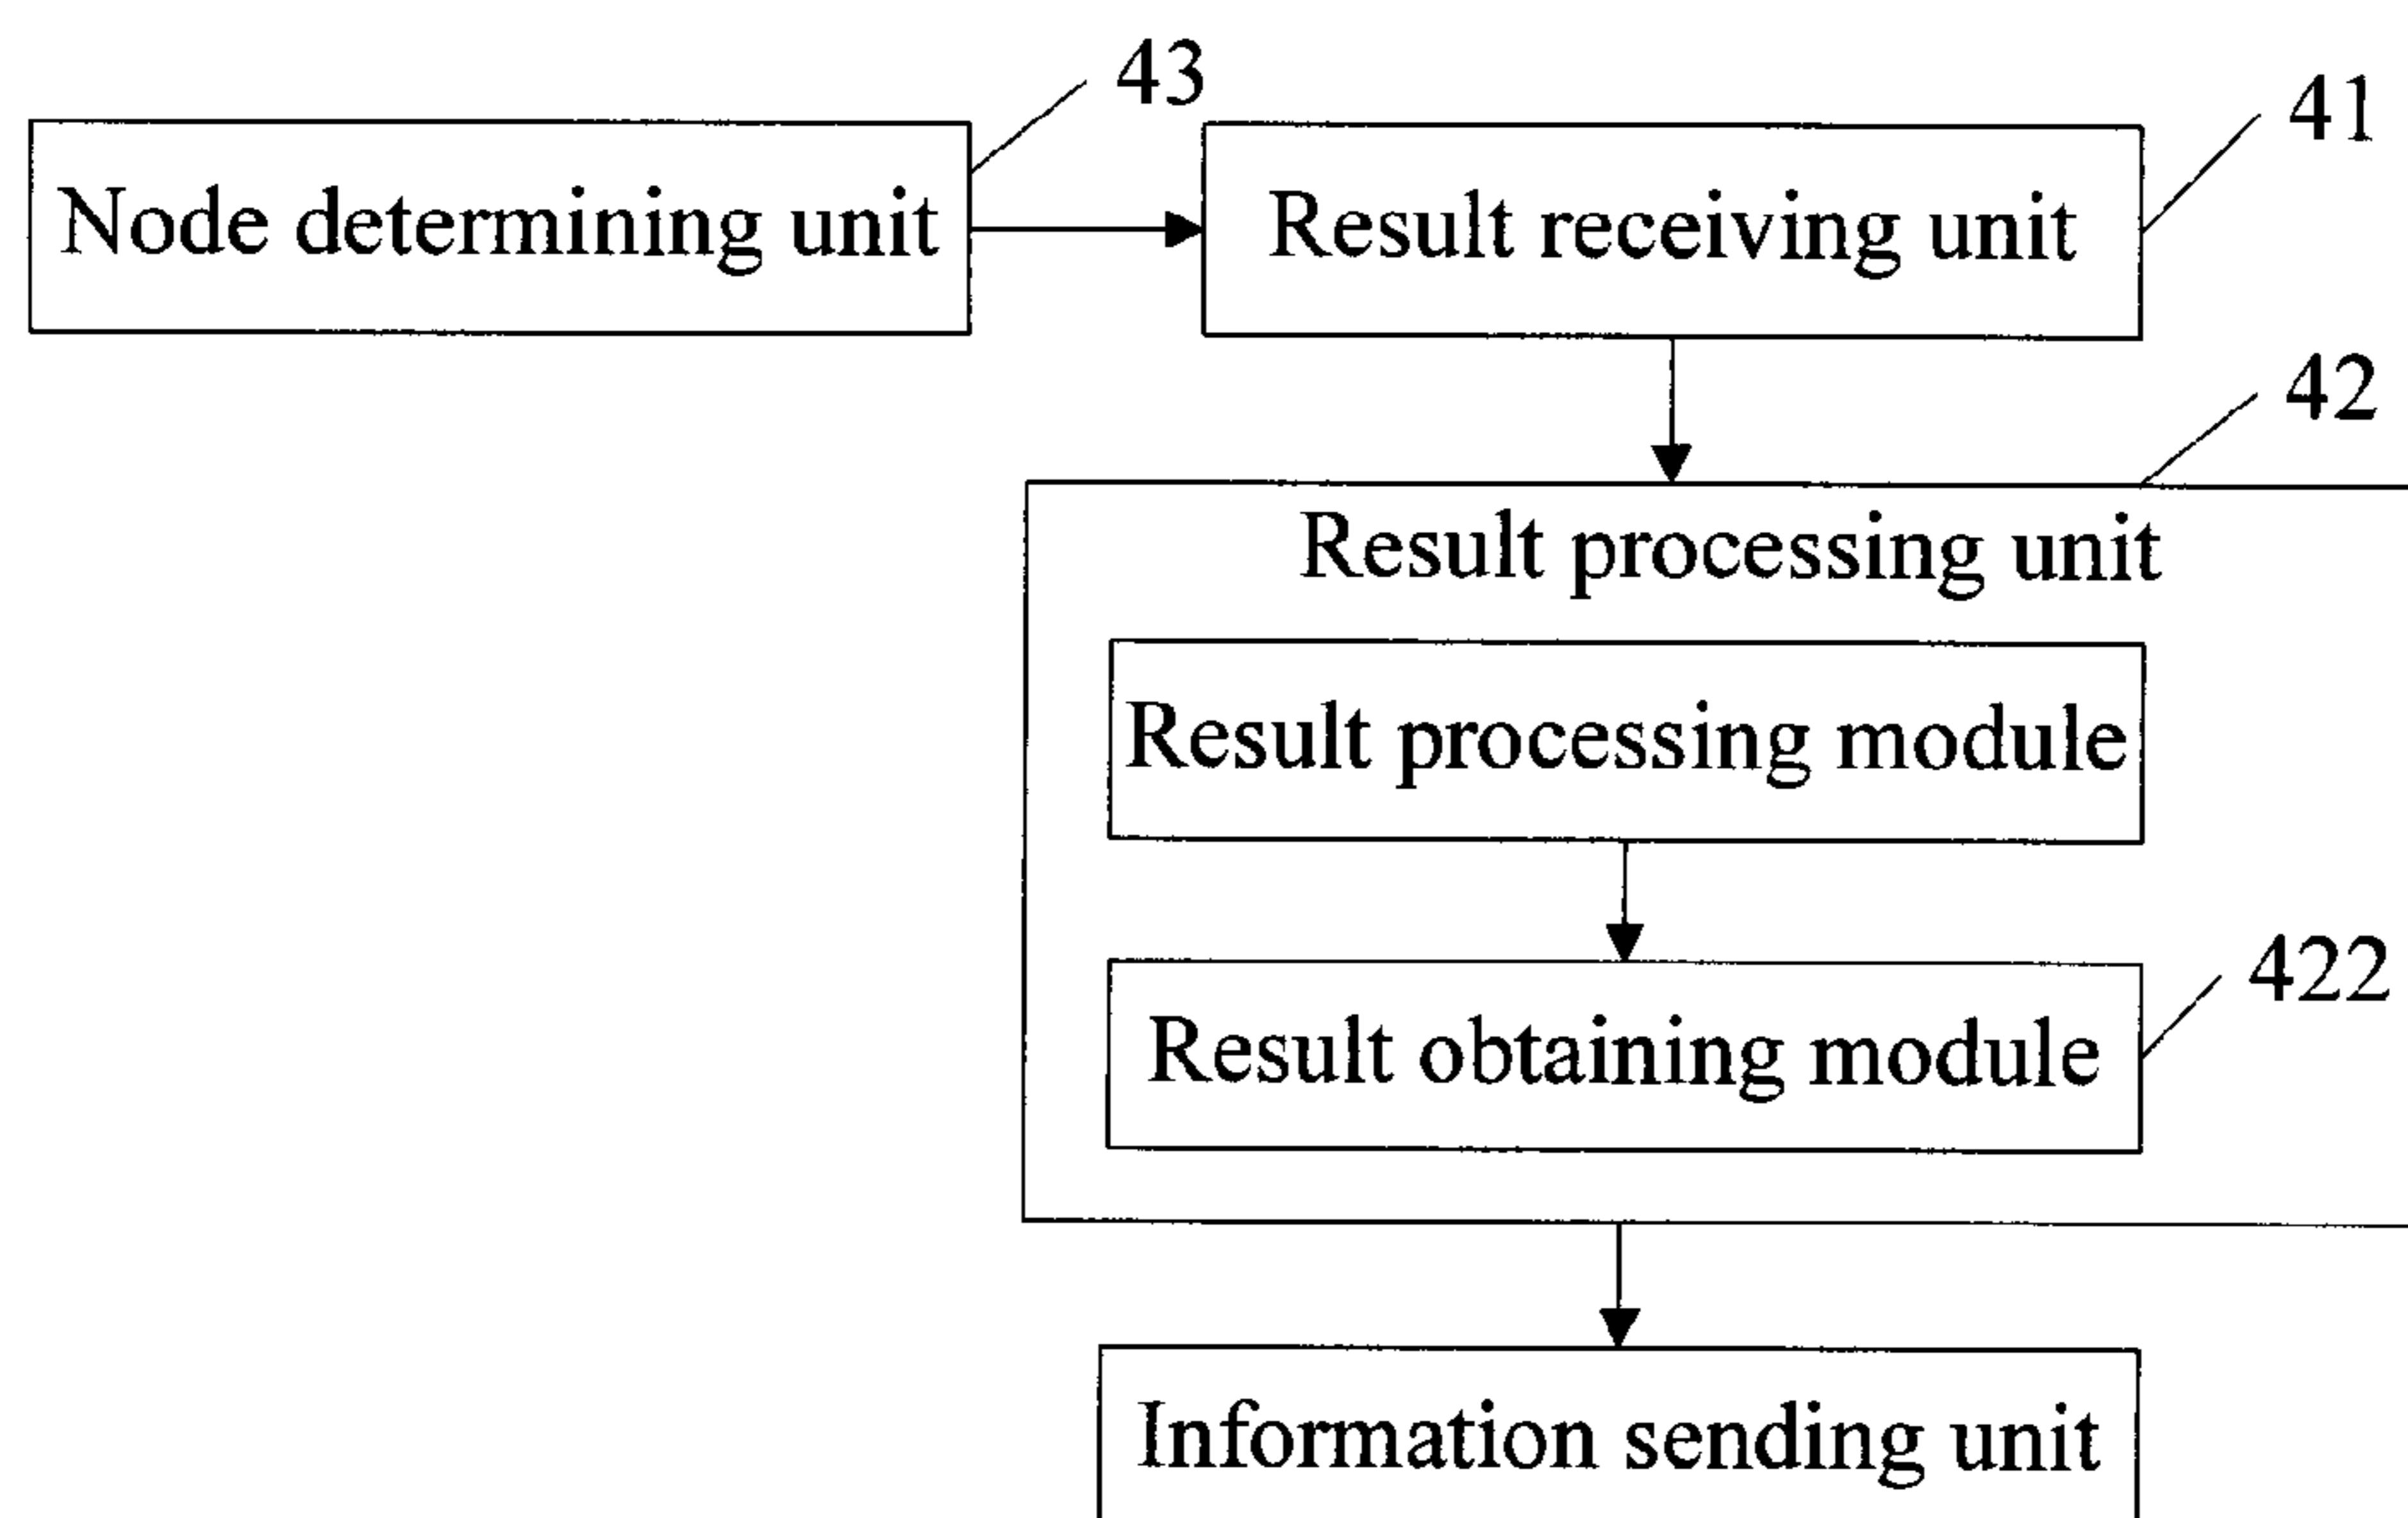 43
41
Node determining unit
Result receiving unit
42
Result processing unit
Result processing module
422
Result obtaining module
Information sending unit